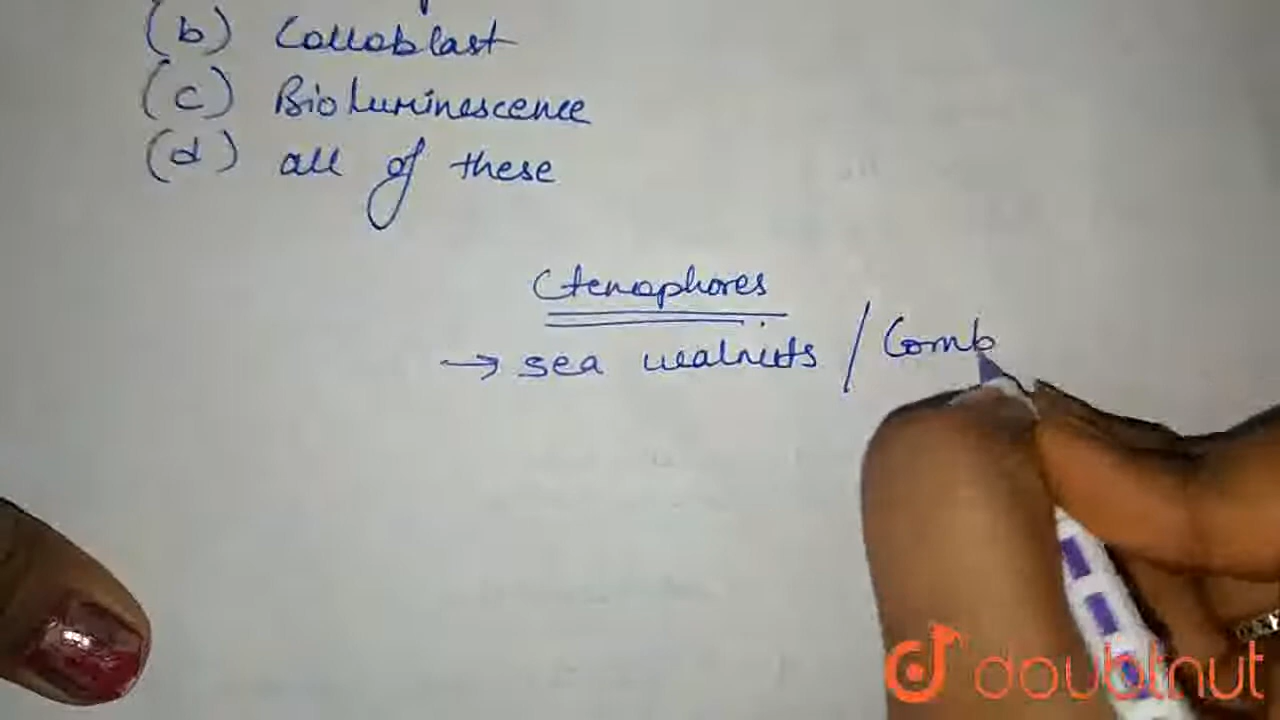 (b) Colloblast
(c) Bioluminescence
(d) all of these
Ctenophores
→ sea walnuts / Comb
doubtnut